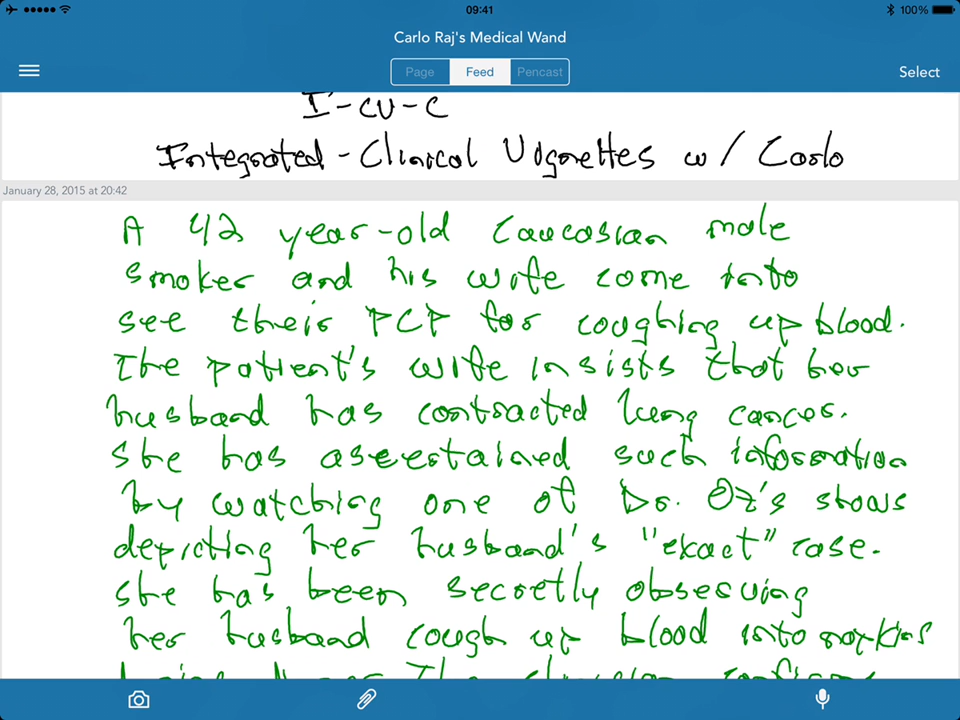 09:41
100%
Carlo Raj's Medical Wand
Page Feed Pencast
Select
I-CV-C
Integrated-Clinical Vignettes w/ Carlo
January 28, 2015 at 20:42
A 42 year-old Caucasian male
smoker and his wife come into
see their PCP for coughing up blood.
The patient's wife insists that her
husband has contracted lung cancer.
She has aseertained such information
by watching one of Dr. Oz's shows
depicting her husband's "exact" case.
She has been secretly observing
her husband cough up blood into napkins
The clinician confirms